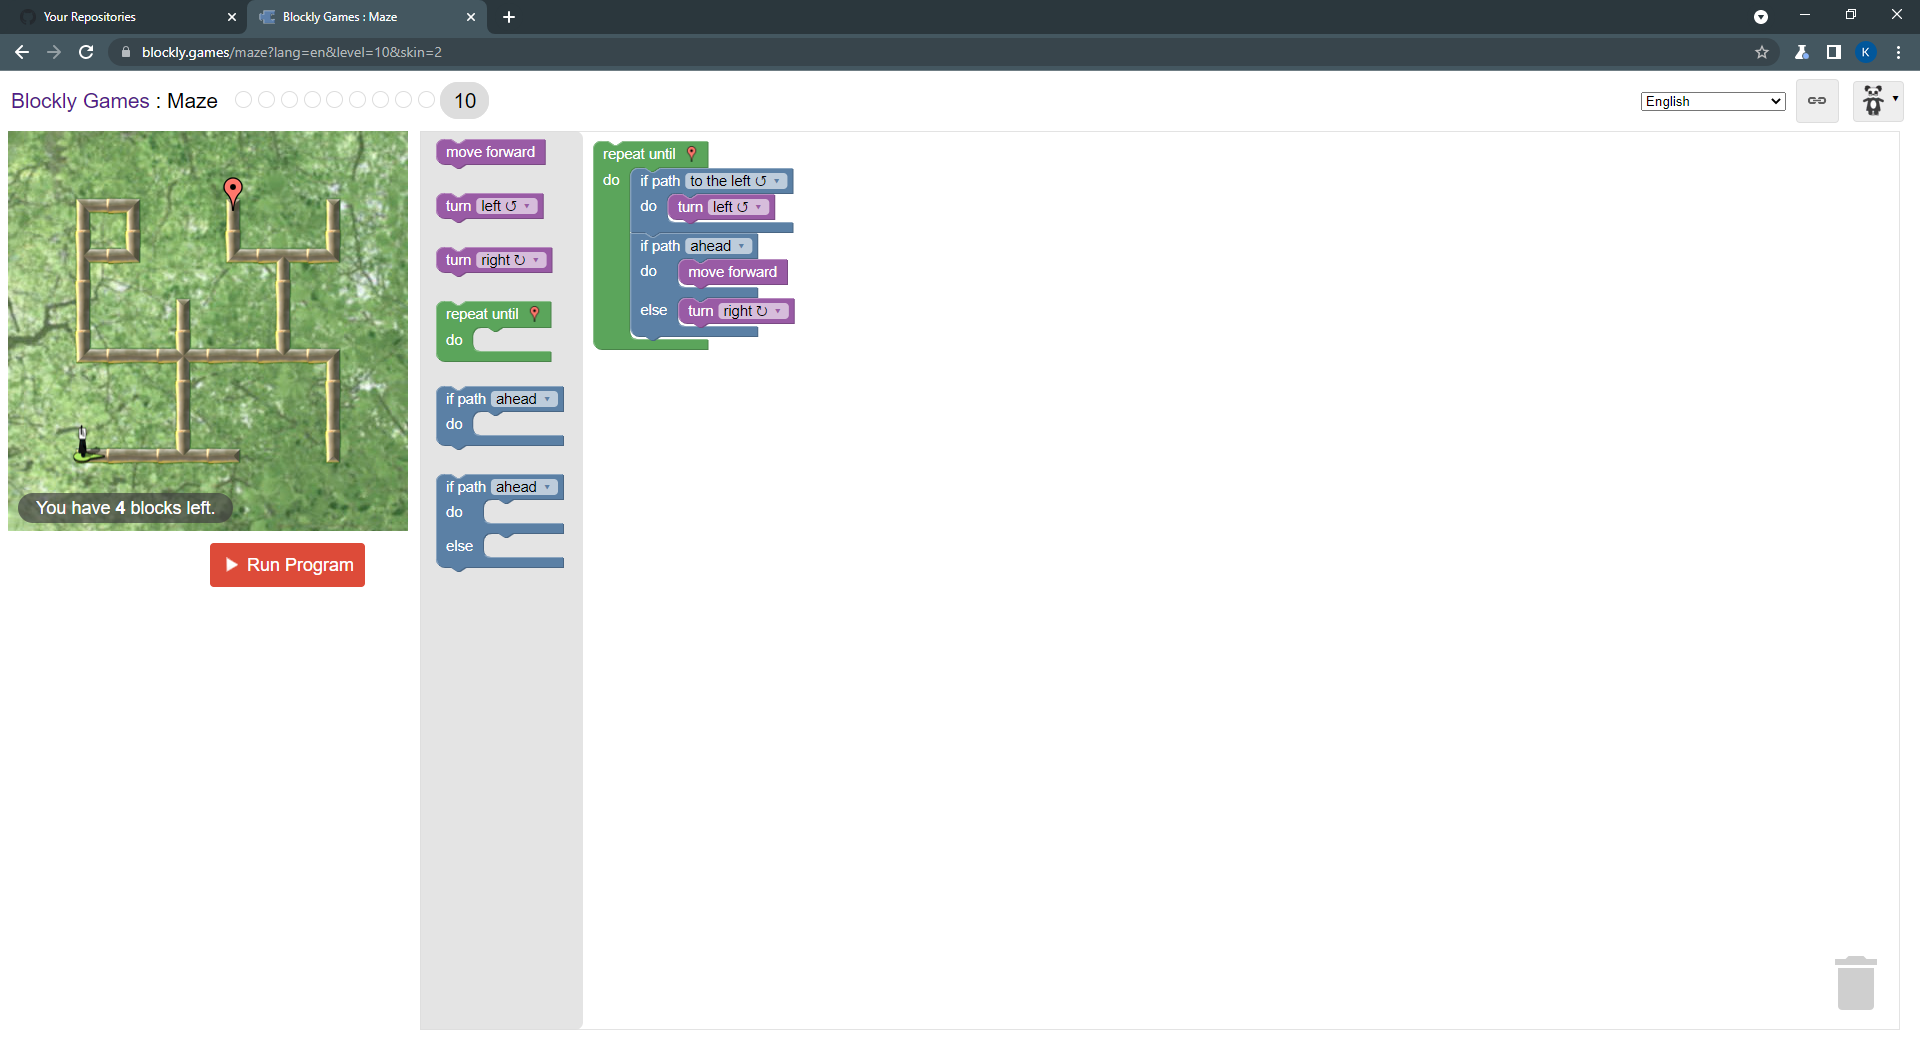 Your Repositories
Blockly Games : Maze
blockly.games/maze?lang=en&level=10&skin=2
K
Blockly Games : Maze
10
English
You have 4 blocks left.
Run Program
move forward
turn left ↺
turn right ↻
repeat until
do
if path ahead
do
if path ahead
do
else
repeat until
do
if path to the left ↺
do turn left ↺
if path ahead
do move forward
else turn right ↻